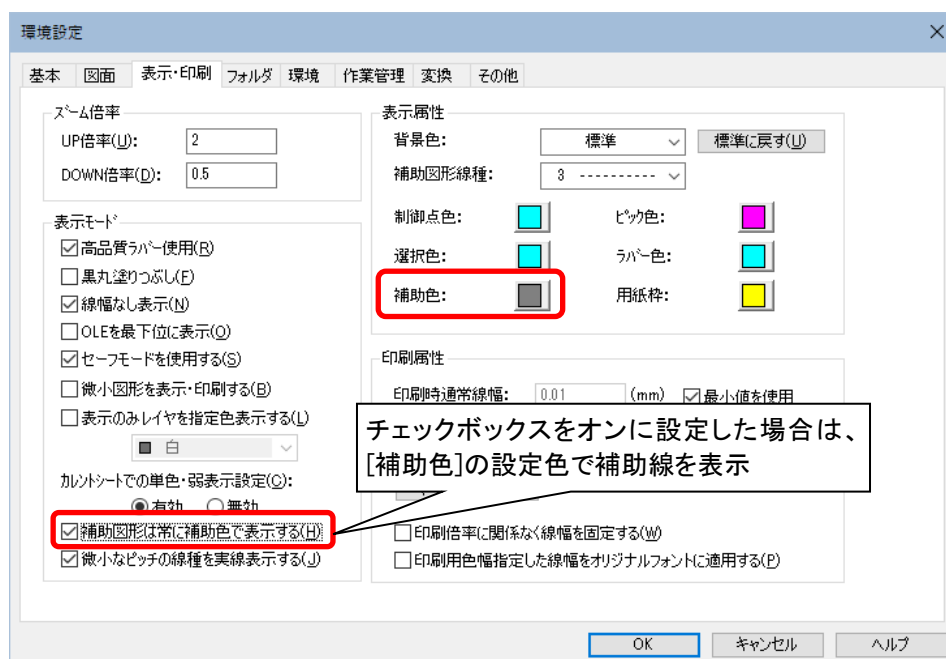 環境設定
基本 図面 表示・印刷 フォルダ 環境 作業管理 変換 その他
ズーム倍率
UP倍率(U): 2
DOWN倍率(D): 0.5
表示モード
高品質ラバー使用(R)
黒丸塗りつぶし(F)
線幅なし表示(N)
OLEを最下位に表示(O)
セーフモードを使用する(S)
微小図形を表示・印刷する(B)
表示のみレイヤを指定色表示する(L)
白
カレントシートでの単色・弱表示設定(C):
有効 無効
補助図形は常に補助色で表示する(H)
微小なピッチの線種を実線表示する(J)
表示属性
背景色: 標準 標準に戻す(U)
補助図形線種: 3 ----------
制御点色: ピック色:
選択色: ラバー色:
補助色: 用紙枠:
印刷属性
印刷時通常線幅: 0.01 (mm) 最小値を使用
チェックボックスをオンに設定した場合は、
[補助色]の設定色で補助線を表示
印刷倍率に関係なく線幅を固定する(W)
印刷用色幅指定した線幅をオリジナルフォントに適用する(P)
OK キャンセル ヘルプ